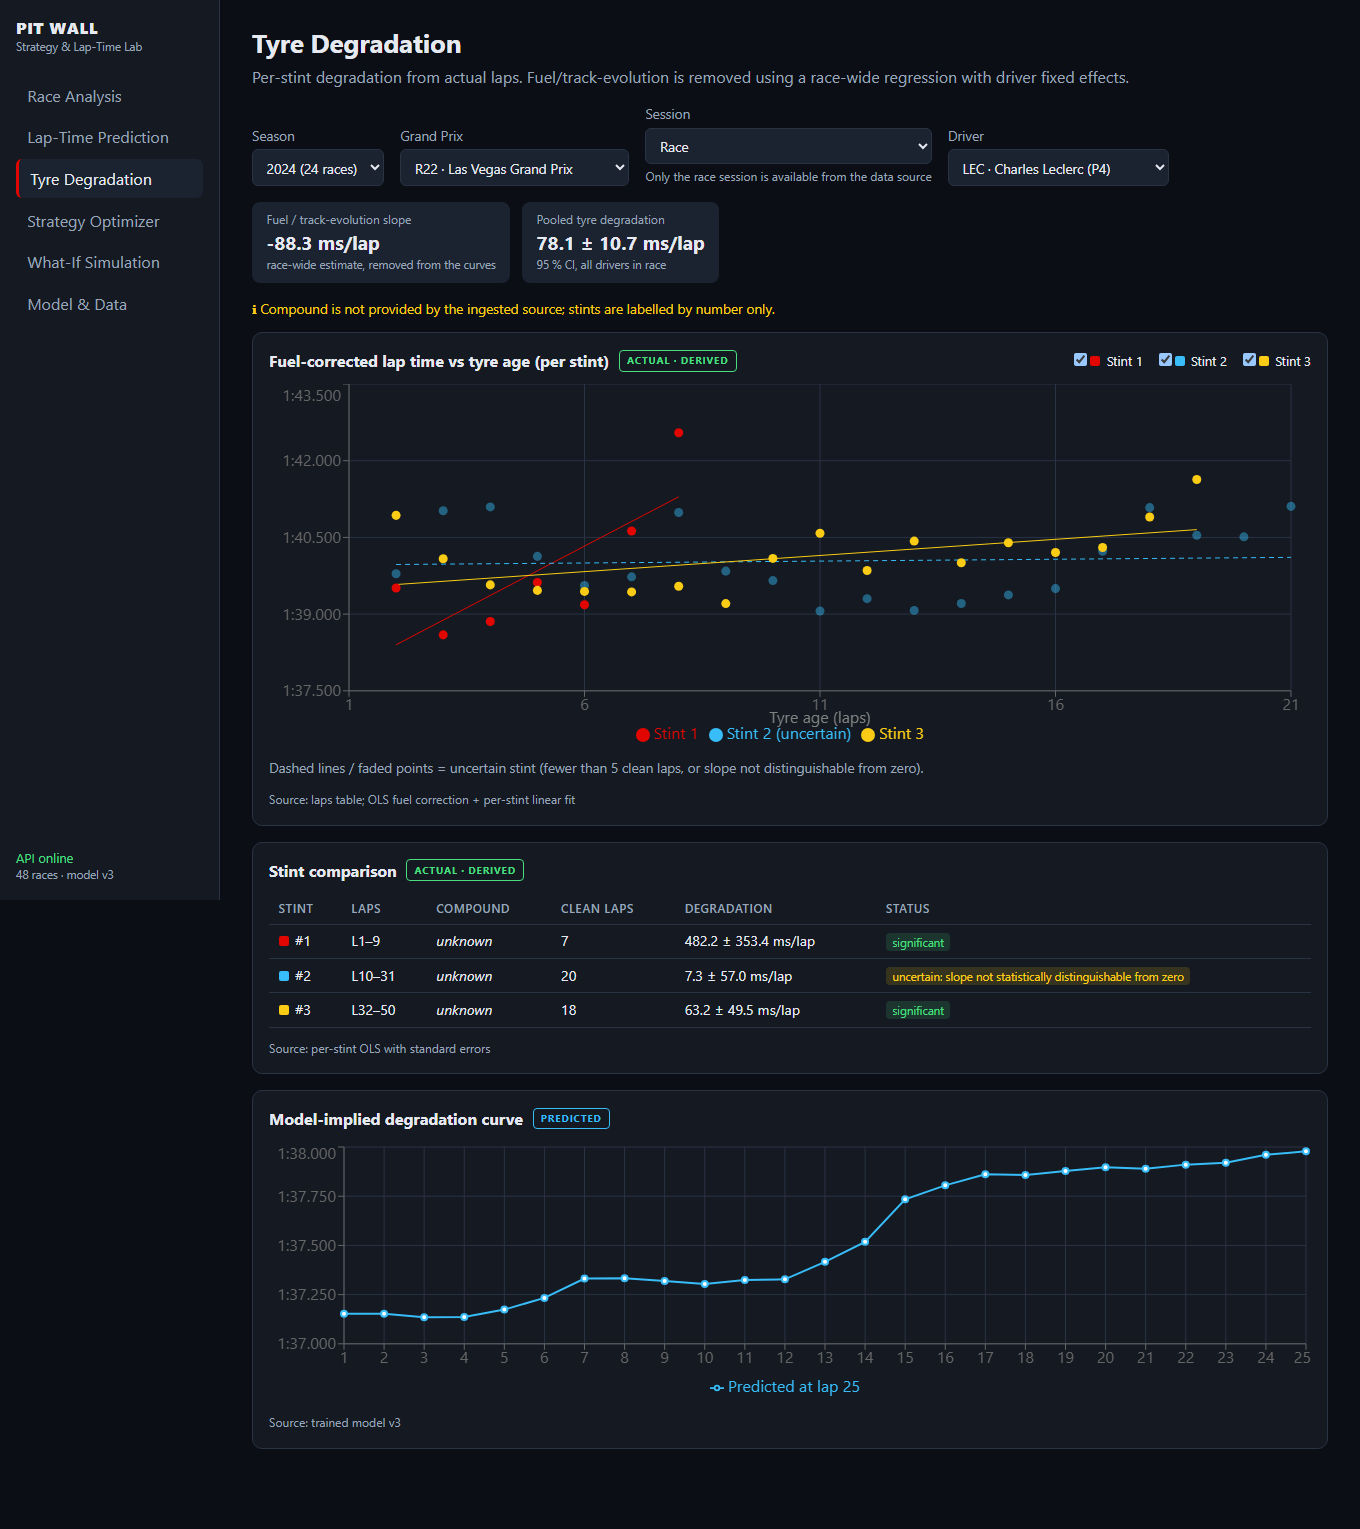 PIT WALL
Strategy & Lap-Time Lab
Race Analysis
Lap-Time Prediction
Tyre Degradation
Strategy Optimizer
What-If Simulation
Model & Data
API online
48 races · model v3
Tyre Degradation
Per-stint degradation from actual laps. Fuel/track-evolution is removed using a race-wide regression with driver fixed effects.
Season
2024 (24 races)
Grand Prix
R22 · Las Vegas Grand Prix
Session
Race
Only the race session is available from the data source
Driver
LEC · Charles Leclerc (P4)
Fuel / track-evolution slope
-88.3 ms/lap
race-wide estimate, removed from the curves
Pooled tyre degradation
78.1 ± 10.7 ms/lap
95 % CI, all drivers in race
ℹ Compound is not provided by the ingested source; stints are labelled by number only.
Fuel-corrected lap time vs tyre age (per stint) ACTUAL · DERIVED
Stint 1 Stint 2 Stint 3
1:43.500
1:42.000
1:40.500
1:39.000
1:37.500
1 6 11 16 21
Tyre age (laps)
Stint 1 Stint 2 (uncertain) Stint 3
Dashed lines / faded points = uncertain stint (fewer than 5 clean laps, or slope not distinguishable from zero).
Source: laps table; OLS fuel correction + per-stint linear fit
Stint comparison ACTUAL · DERIVED
STINT LAPS COMPOUND CLEAN LAPS DEGRADATION STATUS
#1 L1–9 unknown 7 482.2 ± 353.4 ms/lap significant
#2 L10–31 unknown 20 7.3 ± 57.0 ms/lap uncertain: slope not statistically distinguishable from zero
#3 L32–50 unknown 18 63.2 ± 49.5 ms/lap significant
Source: per-stint OLS with standard errors
Model-implied degradation curve PREDICTED
1:38.000
1:37.750
1:37.500
1:37.250
1:37.000
1 2 3 4 5 6 7 8 9 10 11 12 13 14 15 16 17 18 19 20 21 22 23 24 25
Predicted at lap 25
Source: trained model v3